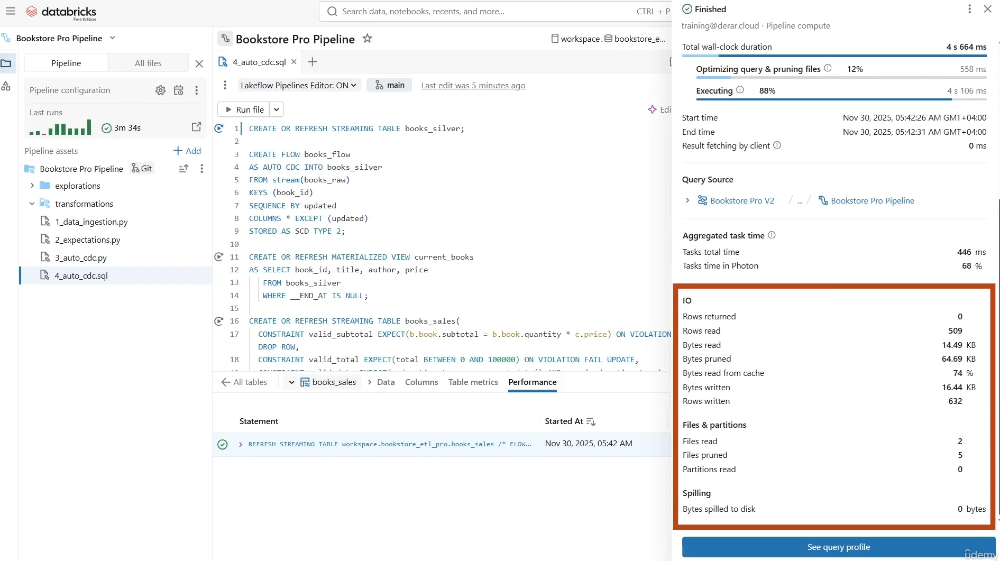 databricks
Free Edition
Search data, notebooks, recents, and more...
CTRL + P
Bookstore Pro Pipeline
Pipeline
All files
Pipeline configuration
Last runs
3m 34s
Pipeline assets
Add
Bookstore Pro Pipeline
Git
explorations
transformations
1_data_ingestion.py
2_expectations.py
3_auto_cdc.py
4_auto_cdc.sql
Bookstore Pro Pipeline
workspace.
bookstore_e...
4_auto_cdc.sql
Lakeflow Pipelines Editor: ON
main
Last edit was 5 minutes ago
Run file
Edi
1 CREATE OR REFRESH STREAMING TABLE books_silver;
2
3 CREATE FLOW books_flow
4 AS AUTO CDC INTO books_silver
5 FROM stream(books_raw)
6 KEYS (book_id)
7 SEQUENCE BY updated
8 COLUMNS * EXCEPT (updated)
9 STORED AS SCD TYPE 2;
10
11 CREATE OR REFRESH MATERIALIZED VIEW current_books
12 AS SELECT book_id, title, author, price
13 FROM books_silver
14 WHERE __END_AT IS NULL;
15
16 CREATE OR REFRESH STREAMING TABLE books_sales(
17 CONSTRAINT valid_subtotal EXPECT(b.book.subtotal = b.book.quantity * c.price) ON VIOLATION
DROP ROW,
18 CONSTRAINT valid_total EXPECT(total BETWEEN 0 AND 100000) ON VIOLATION FAIL UPDATE,
All tables
books_sales
Data
Columns
Table metrics
Performance
Statement
Started At
REFRESH STREAMING TABLE workspace.bookstore_etl_pro.books_sales /* FLOW...
Nov 30, 2025, 05:42 AM
Finished
training@derar.cloud · Pipeline compute
Total wall-clock duration 4 s 664 ms
Optimizing query & pruning files 12% 558 ms
Executing 88% 4 s 106 ms
Start time Nov 30, 2025, 05:42:26 AM GMT+04:00
End time Nov 30, 2025, 05:42:31 AM GMT+04:00
Result fetching by client 0 ms
Query Source
Bookstore Pro V2 / ... / Bookstore Pro Pipeline
Aggregated task time
Tasks total time 446 ms
Tasks time in Photon 68 %
IO
Rows returned 0
Rows read 509
Bytes read 14.49 KB
Bytes pruned 64.69 KB
Bytes read from cache 74 %
Bytes written 16.44 KB
Rows written 632
Files & partitions
Files read 2
Files pruned 5
Partitions read 0
Spilling
Bytes spilled to disk 0 bytes
See query profile
udemy